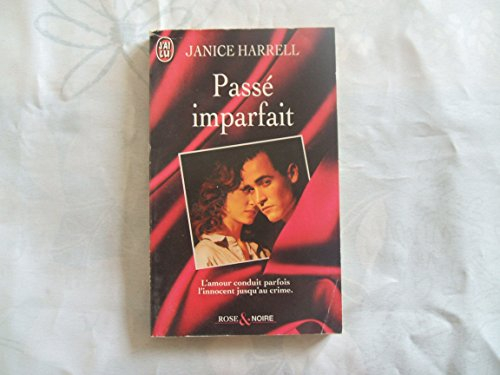 J'AI
LU
JANICE HARRELL
Passé
imparfait
L'amour conduit parfois
l'innocent jusqu'au crime.
ROSE & NOIRE